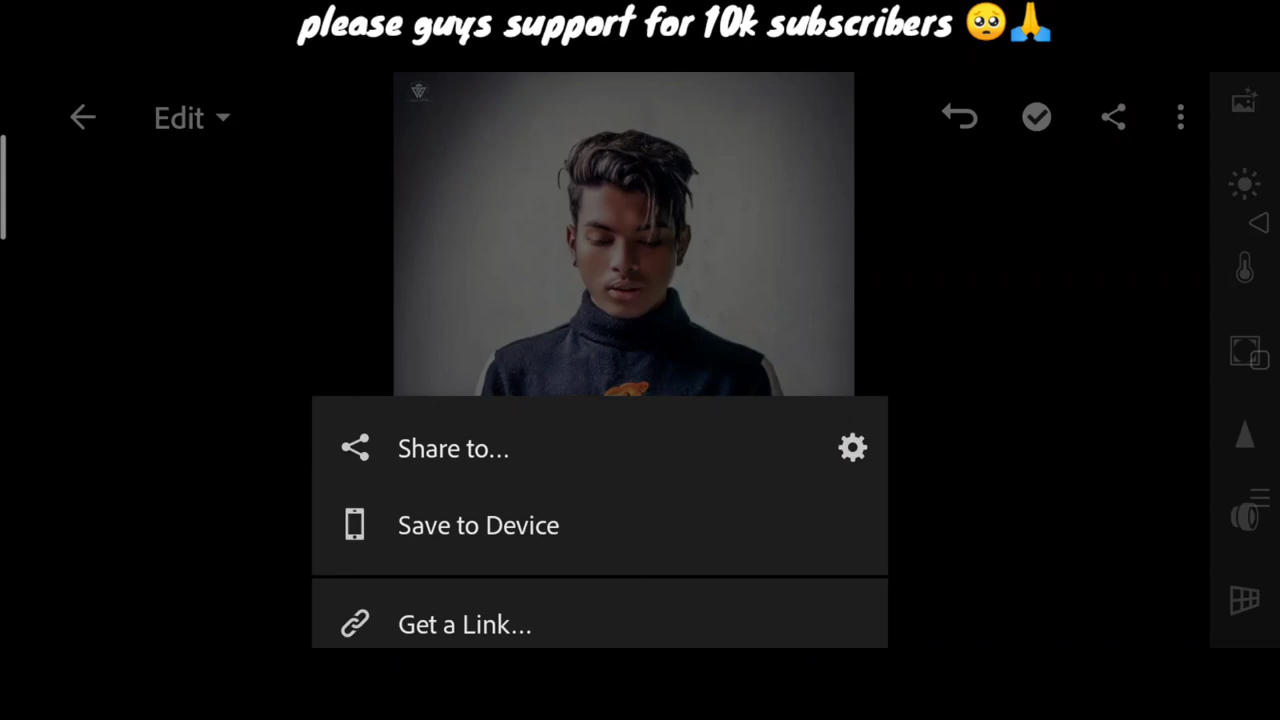 please guys support for 10k subscribers 🥺🙏
Edit
Share to...
Save to Device
Get a Link...